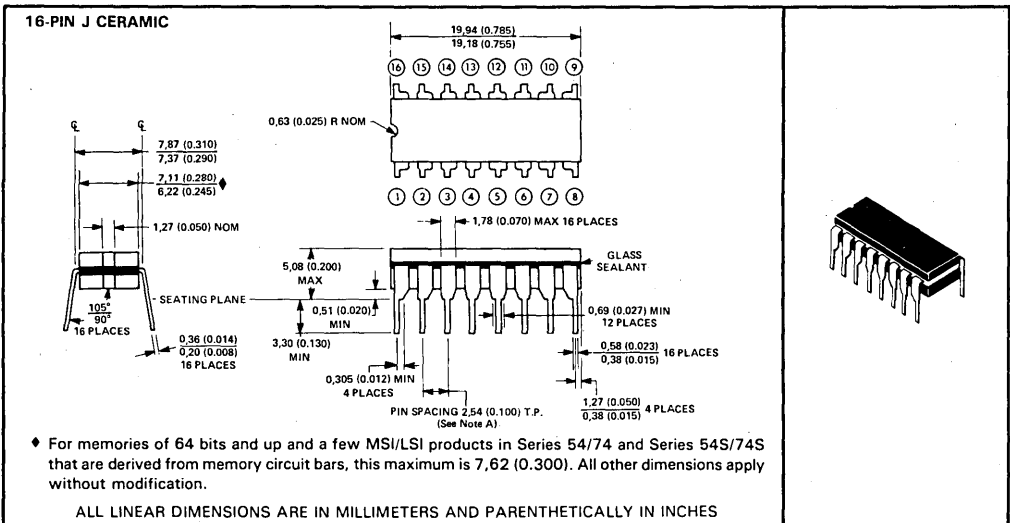 16-PIN J CERAMIC
19,94 (0.785)
19,18 (0.755)
16 15 14 13 12 11 10 9
0,63 (0.025) R NOM
℄ ℄
7,87 (0.310)
7,37 (0.290)
7,11 (0.280) ♦
6,22 (0.245)
1 2 3 4 5 6 7 8
1,27 (0.050) NOM
1,78 (0.070) MAX 16 PLACES
5,08 (0.200)
MAX
GLASS
SEALANT
SEATING PLANE
105°
90°
16 PLACES
0,51 (0.020)
MIN
0,69 (0.027) MIN
12 PLACES
3,30 (0.130)
MIN
0,36 (0.014)
0,20 (0.008)
16 PLACES
0,58 (0.023)
0,38 (0.015)
16 PLACES
0,305 (0.012) MIN
4 PLACES
PIN SPACING 2,54 (0.100) T.P.
(See Note A)
1,27 (0.050)
0,38 (0.015)
4 PLACES
♦ For memories of 64 bits and up and a few MSI/LSI products in Series 54/74 and Series 54S/74S
that are derived from memory circuit bars, this maximum is 7,62 (0.300). All other dimensions apply
without modification.
ALL LINEAR DIMENSIONS ARE IN MILLIMETERS AND PARENTHETICALLY IN INCHES